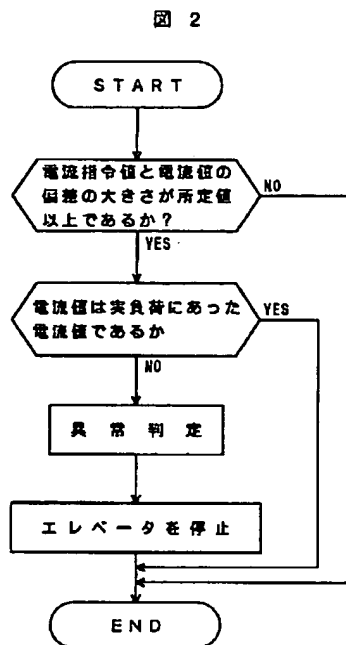 図 2
START
電流指令値と電流値の
偏差の大きさが所定値
以上であるか?
NO
YES
電流値は実負荷にあった
電流値であるか
YES
NO
異常判定
エレベータを停止
END